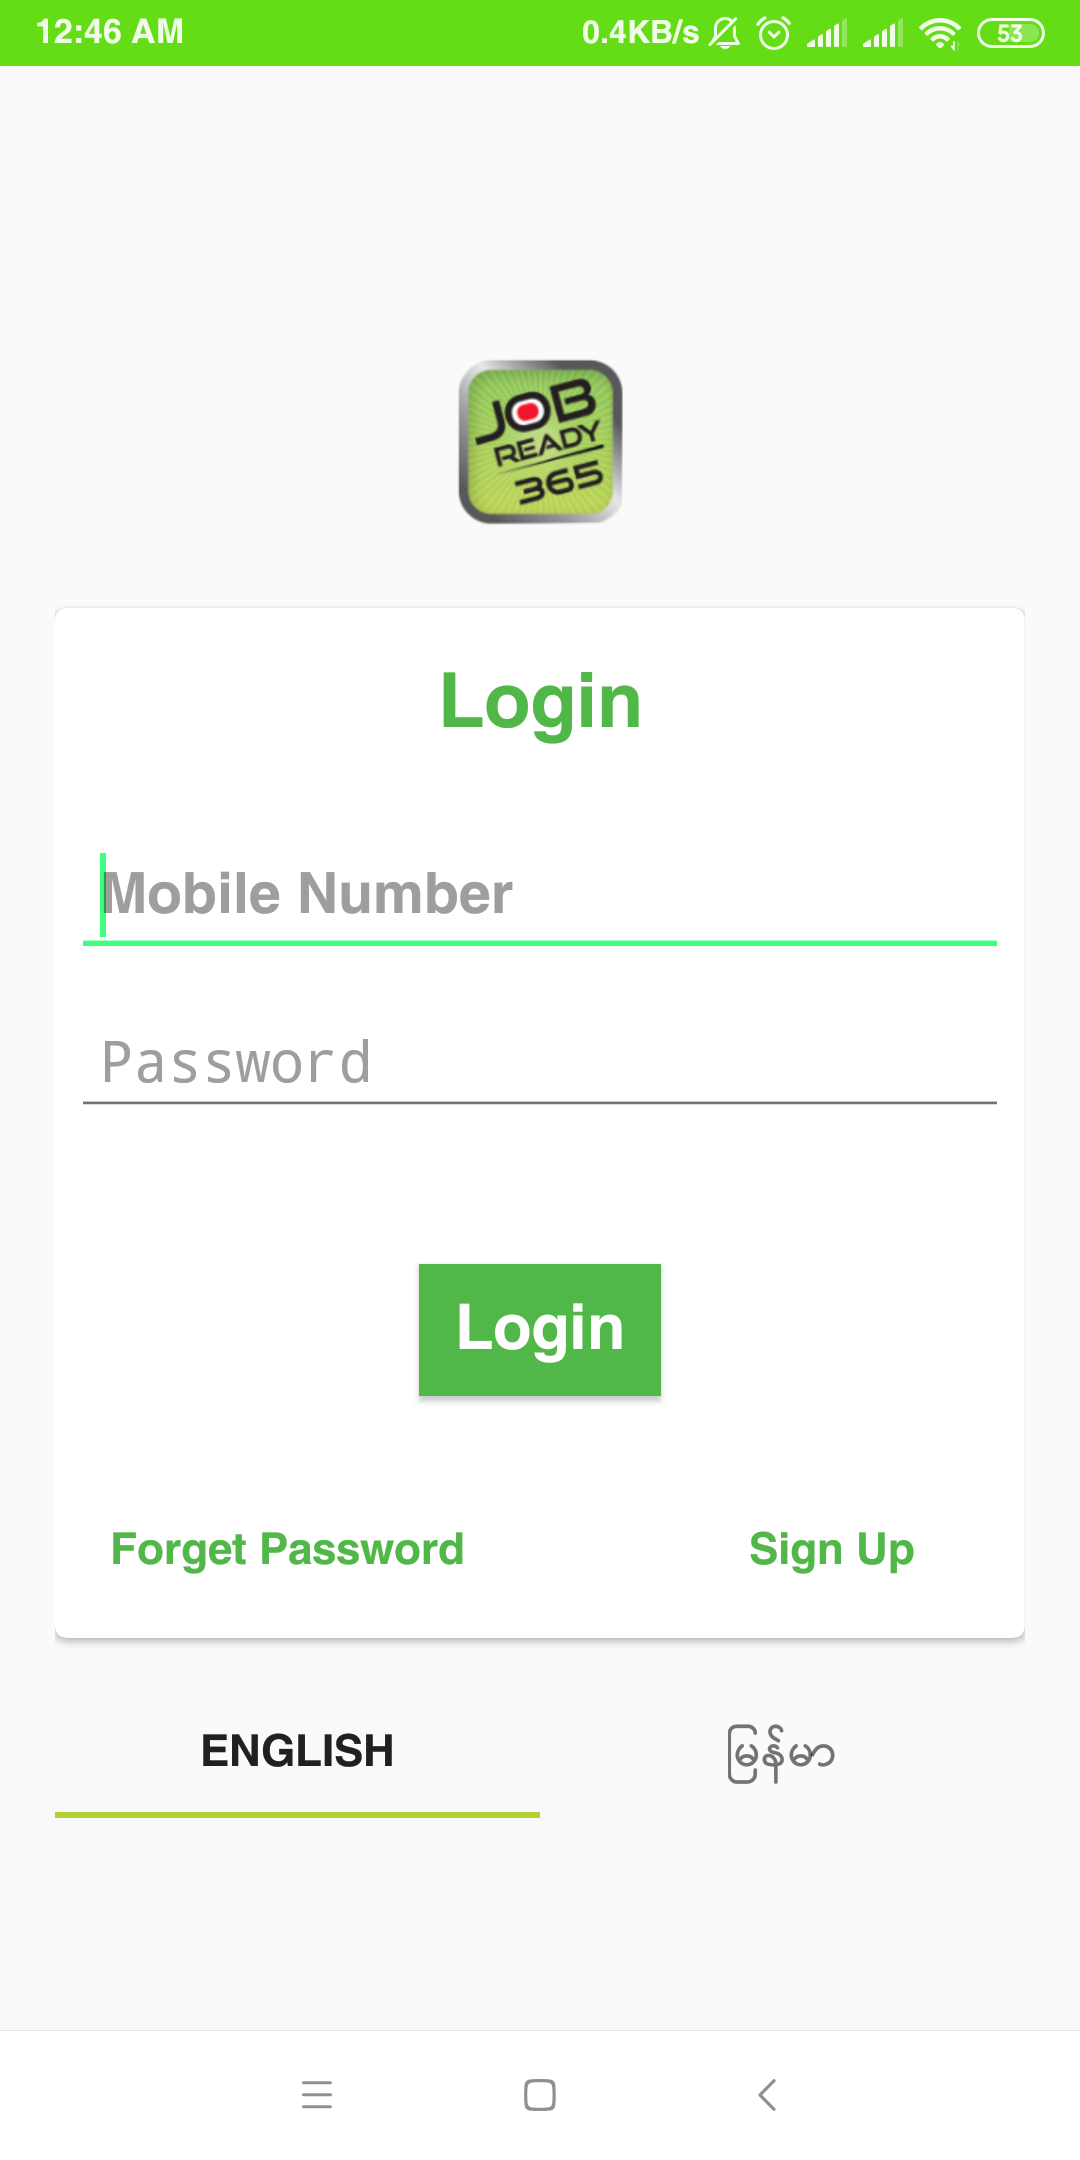 12:46 AM 0.4KB/s 53
JOB
READY
365
Login
Mobile Number
Password
Login
Forget Password Sign Up
ENGLISH မြန်မာ